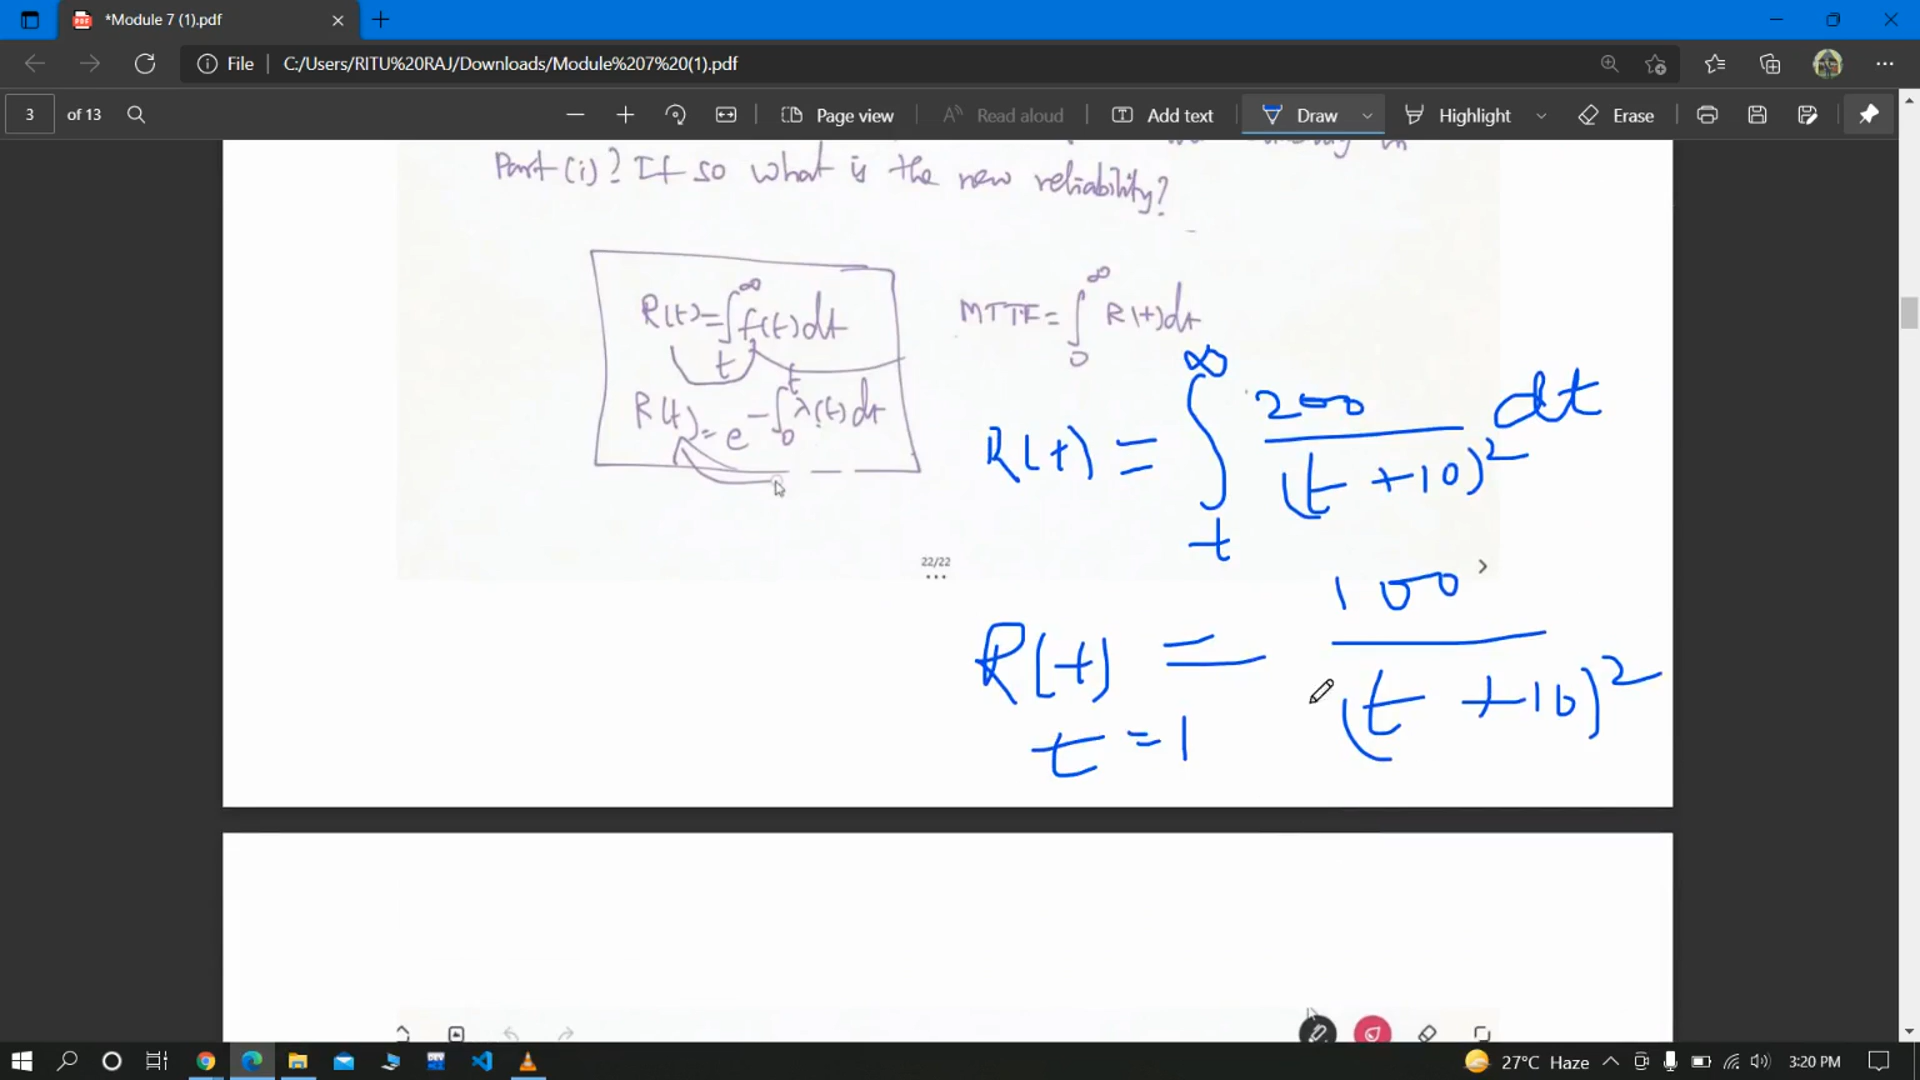 *Module 7 (1).pdf
File C:/Users/RITU%20RAJ/Downloads/Module%207%20(1).pdf
3 of 13 Page view Read aloud Add text Draw Highlight Erase
Part (i)? If so what is the new reliability?
R(t) = ∫_t^∞ f(t) dt
MTTF = ∫_0^∞ R(t) dt
R(t) = e^{-∫_0^t λ(t) dt}
R(t) = ∫_t^∞ 200/(t+10)^2 dt
22/22
R(t) = 100/(t+10)^2
t = 1
27°C Haze 3:20 PM